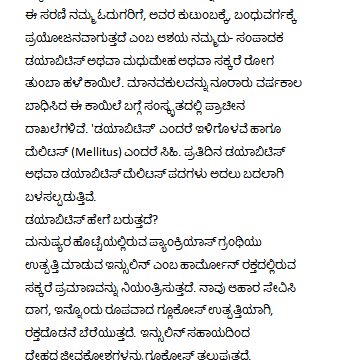 ಈ ಸರಣಿ ನಮ್ಮ ಓದುಗರಿಗೆ, ಅವರ ಕುಟುಂಬಕ್ಕೆ, ಬಂಧುವರ್ಗಕ್ಕೆ
ಪ್ರಯೋಜನವಾಗುತ್ತದೆ ಎಂಬ ಆಶಯ ನಮ್ಮದು- ಸಂಪಾದಕ
ಡಯಾಬಿಟಿಸ್ ಅಥವಾ ಮಧುಮೇಹ ಅಥವಾ ಸಕ್ಕರೆ ರೋಗ
ತುಂಬಾ ಹಳೆ ಕಾಯಿಲೆ. ಮಾನವಕುಲವನ್ನು ನೂರಾರು ವರ್ಷಕಾಲ
ಬಾಧಿಸಿದ ಈ ಕಾಯಿಲೆ ಬಗ್ಗೆ ಸಂಸ್ಕೃತದಲ್ಲಿ ಪ್ರಾಚೀನ
ದಾಖಲೆಗಳಿವೆ. 'ಡಯಾಬಿಟಿಸ್' ಎಂದರೆ ಇಳಿಗೊಳವೆ ಹಾಗೂ
ಮೆಲಿಟಸ್ (Mellitus) ಎಂದರೆ ಸಿಹಿ. ಪ್ರತಿದಿನ ಡಯಾಬಿಟಿಸ್
ಅಥವಾ ಡಯಾಬಿಟಿಸ್ ಮೆಲಿಟಸ್ ಪದಗಳು ಅದಲು ಬದಲಾಗಿ
ಬಳಸಲ್ಪಡುತ್ತಿವೆ.
ಡಯಾಬಿಟಿಸ್ ಹೇಗೆ ಬರುತ್ತದೆ?
ಮನುಷ್ಯರ ಹೊಟ್ಟೆಯಲ್ಲಿರುವ ಪ್ಯಾಂಕ್ರಿಯಾಸ್ ಗ್ರಂಥಿಯು
ಉತ್ಪತ್ತಿ ಮಾಡುವ ಇನ್ಸುಲಿನ್ ಎಂಬ ಹಾರ್ಮೋನ್ ರಕ್ತದಲ್ಲಿರುವ
ಸಕ್ಕರೆ ಪ್ರಮಾಣವನ್ನು ನಿಯಂತ್ರಿಸುತ್ತದೆ. ನಾವು ಆಹಾರ ಸೇವಿಸಿ
ದಾಗ, ಇನ್ನೊಂದು ರೂಪವಾದ ಗ್ಲೂಕೋಸ್ ಉತ್ಪತ್ತಿಯಾಗಿ,
ರಕ್ತದೊಡನೆ ಬೆರೆಯುತ್ತದೆ. ಇನ್ಸುಲಿನ್ ಸಹಾಯದಿಂದ
ದೇಹದ ಜೀವಕೋಶಗಳನ್ನು ಗ್ಲೂಕೋಸ್ ತಲುಪುತ್ತದೆ.